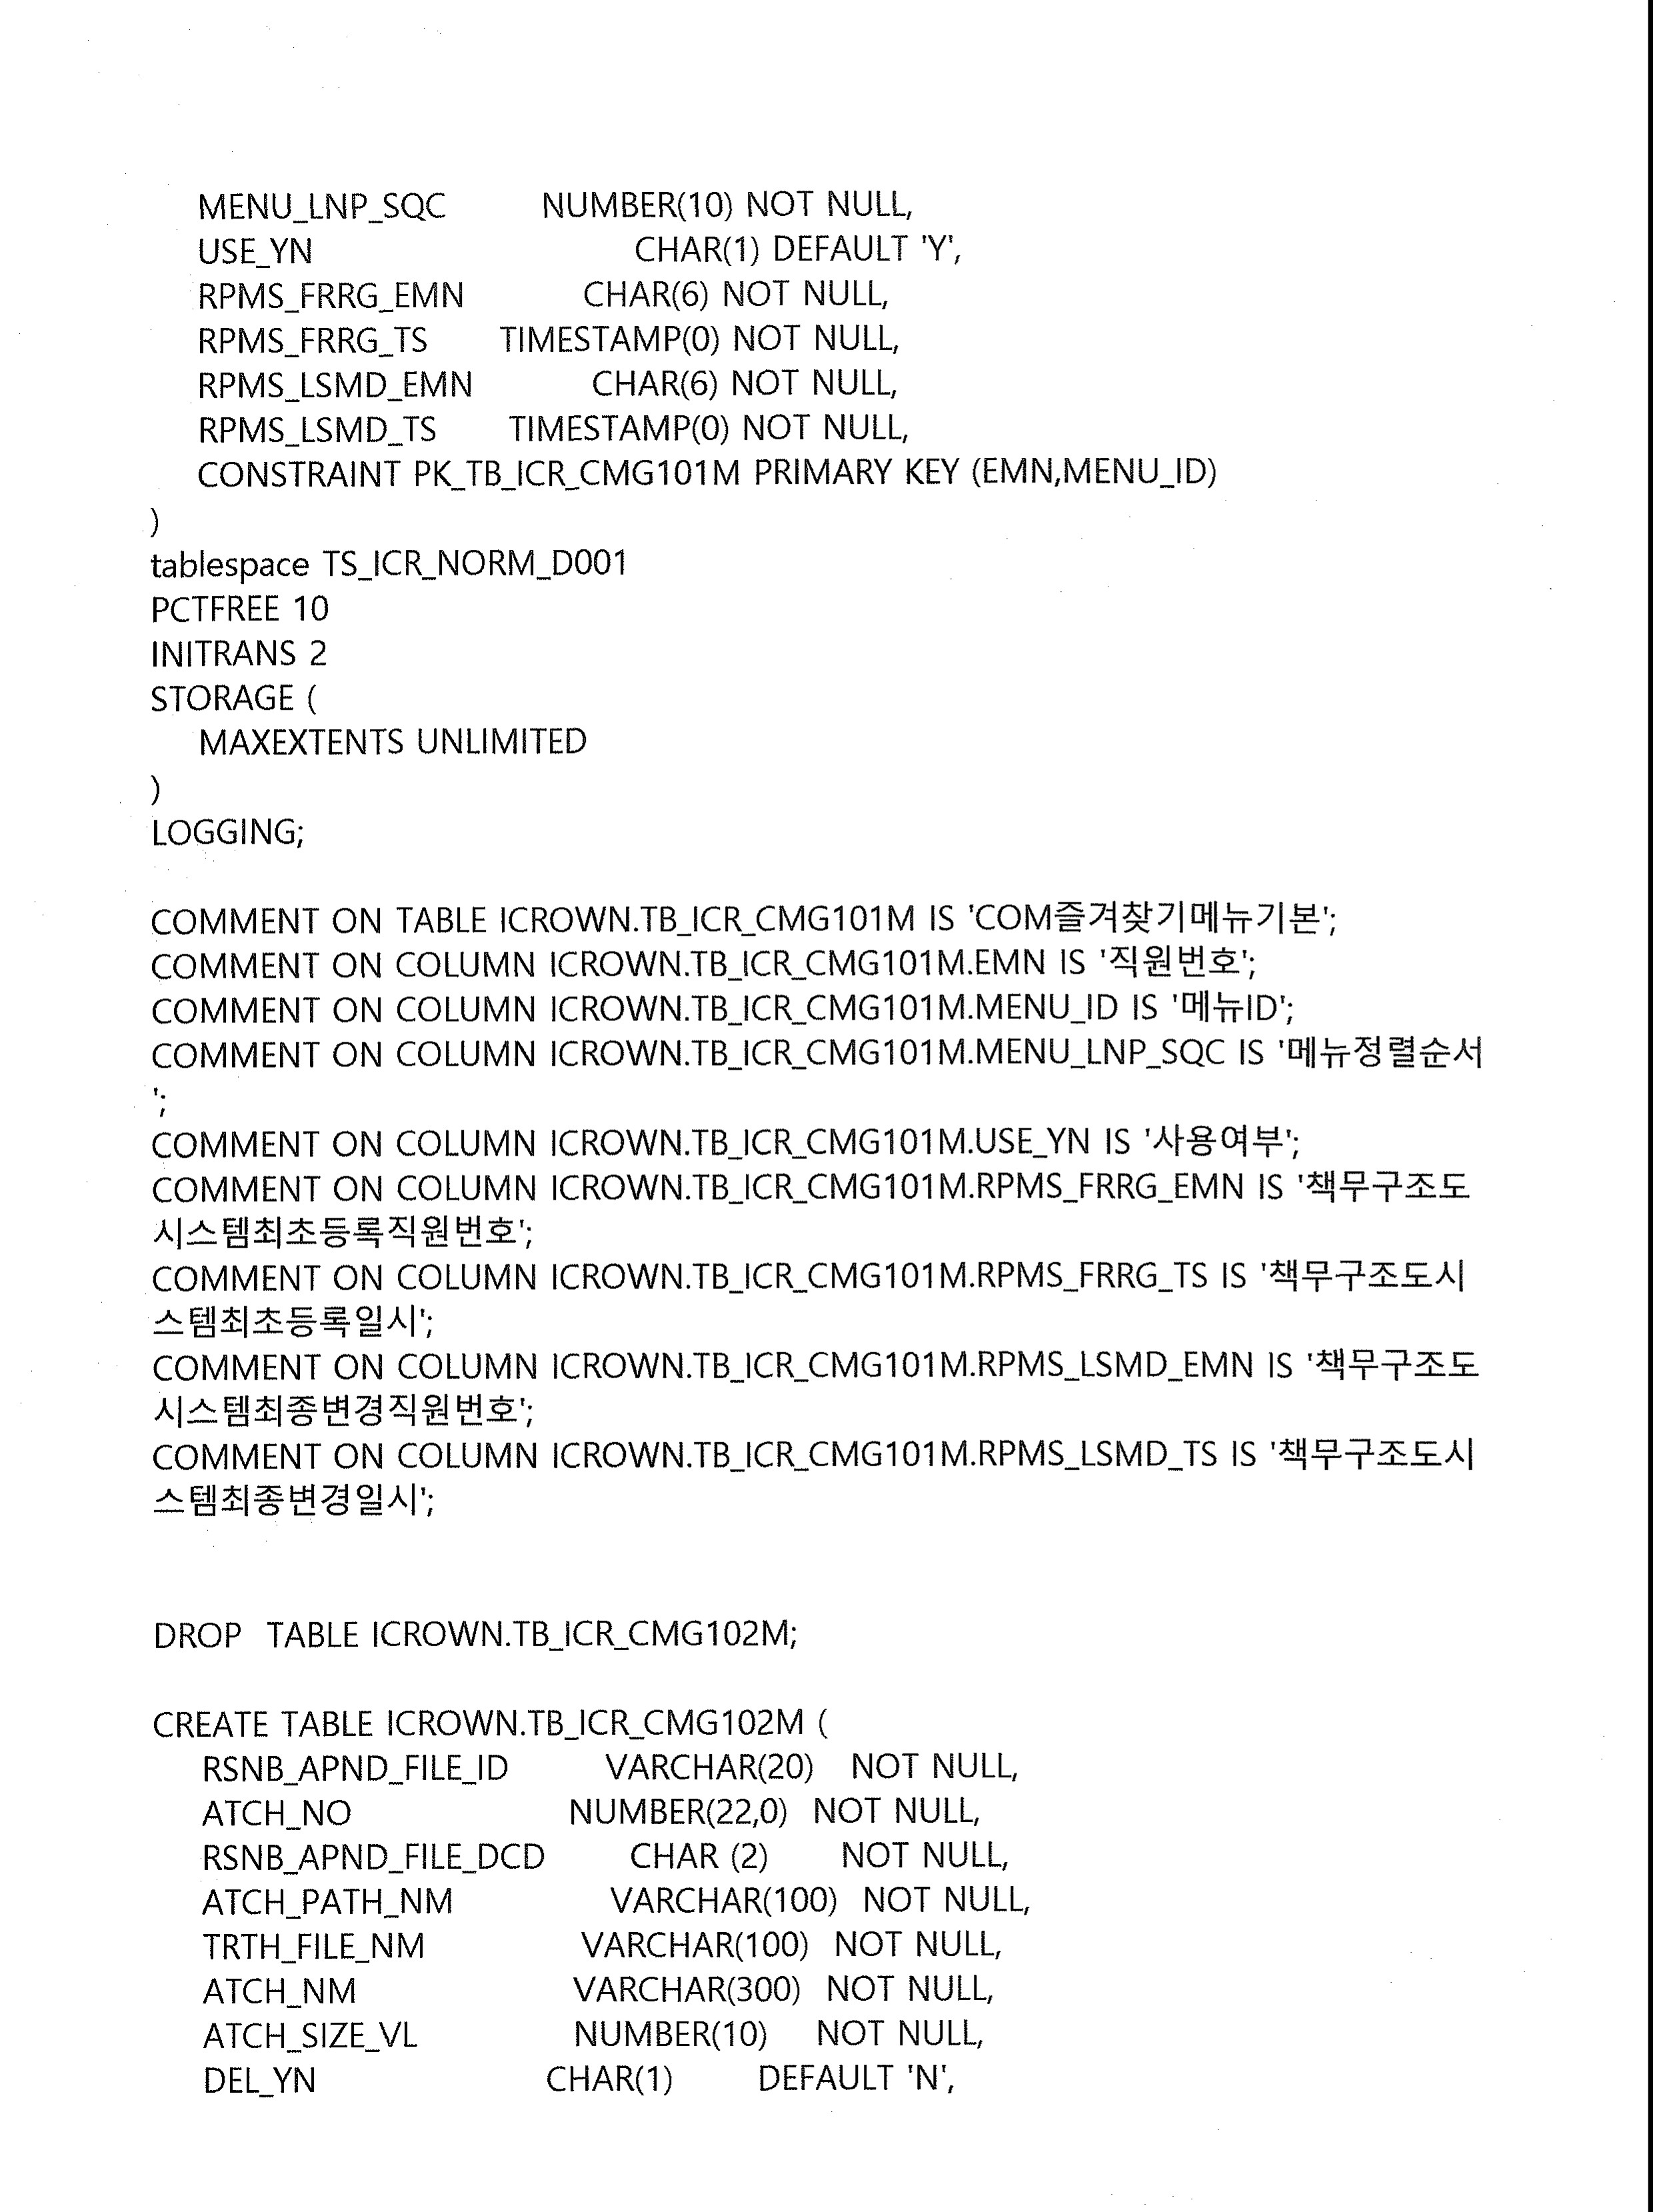 MENU_LNP_SQC NUMBER(10) NOT NULL,
USE_YN CHAR(1) DEFAULT 'Y',
RPMS_FRRG_EMN CHAR(6) NOT NULL,
RPMS_FRRG_TS TIMESTAMP(0) NOT NULL,
RPMS_LSMD_EMN CHAR(6) NOT NULL,
RPMS_LSMD_TS TIMESTAMP(0) NOT NULL,
CONSTRAINT PK_TB_ICR_CMG101M PRIMARY KEY (EMN,MENU_ID)
)
tablespace TS_ICR_NORM_D001
PCTFREE 10
INITRANS 2
STORAGE (
MAXEXTENTS UNLIMITED
)
LOGGING;
COMMENT ON TABLE ICROWN.TB_ICR_CMG101M IS 'COM즐겨찾기메뉴기본';
COMMENT ON COLUMN ICROWN.TB_ICR_CMG101M.EMN IS '직원번호';
COMMENT ON COLUMN ICROWN.TB_ICR_CMG101M.MENU_ID IS '메뉴ID';
COMMENT ON COLUMN ICROWN.TB_ICR_CMG101M.MENU_LNP_SQC IS '메뉴정렬순서
';
COMMENT ON COLUMN ICROWN.TB_ICR_CMG101M.USE_YN IS '사용여부';
COMMENT ON COLUMN ICROWN.TB_ICR_CMG101M.RPMS_FRRG_EMN IS '책무구조도
시스템최초등록직원번호';
COMMENT ON COLUMN ICROWN.TB_ICR_CMG101M.RPMS_FRRG_TS IS '책무구조도시
스템최초등록일시';
COMMENT ON COLUMN ICROWN.TB_ICR_CMG101M.RPMS_LSMD_EMN IS '책무구조도
시스템최종변경직원번호';
COMMENT ON COLUMN ICROWN.TB_ICR_CMG101M.RPMS_LSMD_TS IS '책무구조도시
스템최종변경일시';
DROP TABLE ICROWN.TB_ICR_CMG102M;
CREATE TABLE ICROWN.TB_ICR_CMG102M (
RSNB_APND_FILE_ID VARCHAR(20) NOT NULL,
ATCH_NO NUMBER(22,0) NOT NULL,
RSNB_APND_FILE_DCD CHAR (2) NOT NULL,
ATCH_PATH_NM VARCHAR(100) NOT NULL,
TRTH_FILE_NM VARCHAR(100) NOT NULL,
ATCH_NM VARCHAR(300) NOT NULL,
ATCH_SIZE_VL NUMBER(10) NOT NULL,
DEL_YN CHAR(1) DEFAULT 'N',